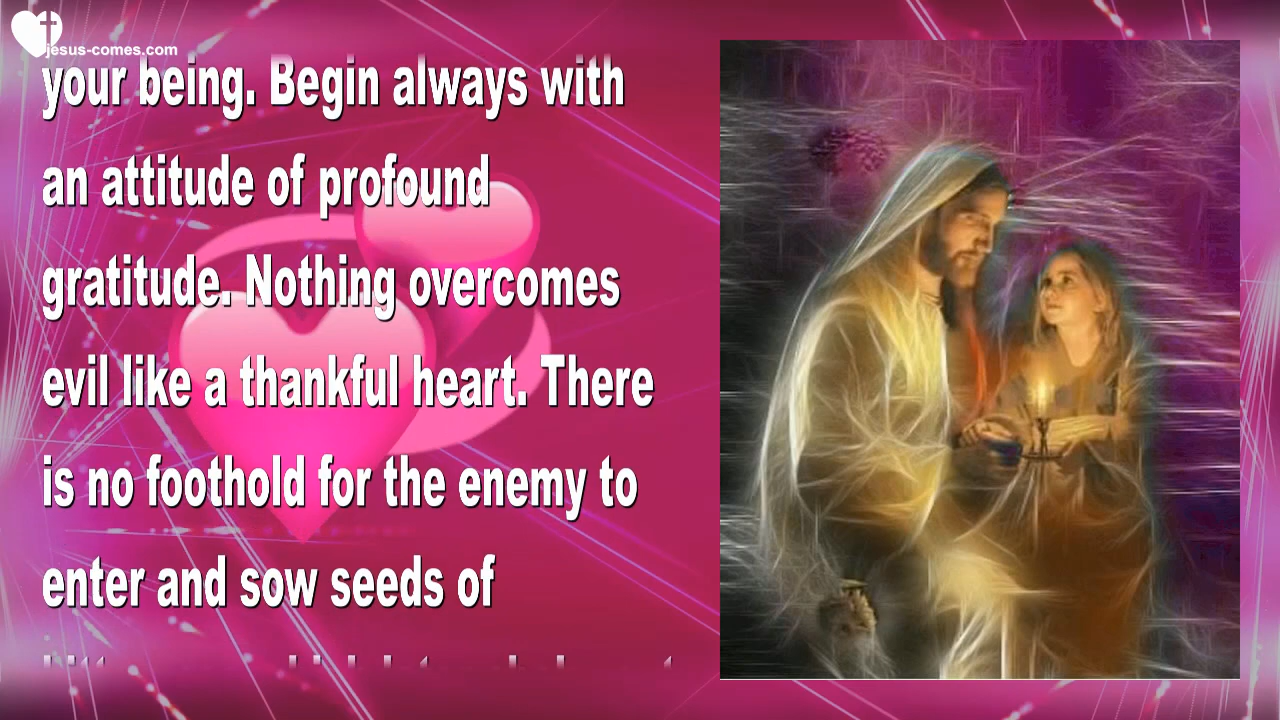 jesus-comes.com
your being. Begin always with
an attitude of profound
gratitude. Nothing overcomes
evil like a thankful heart. There
is no foothold for the enemy to
enter and sow seeds of